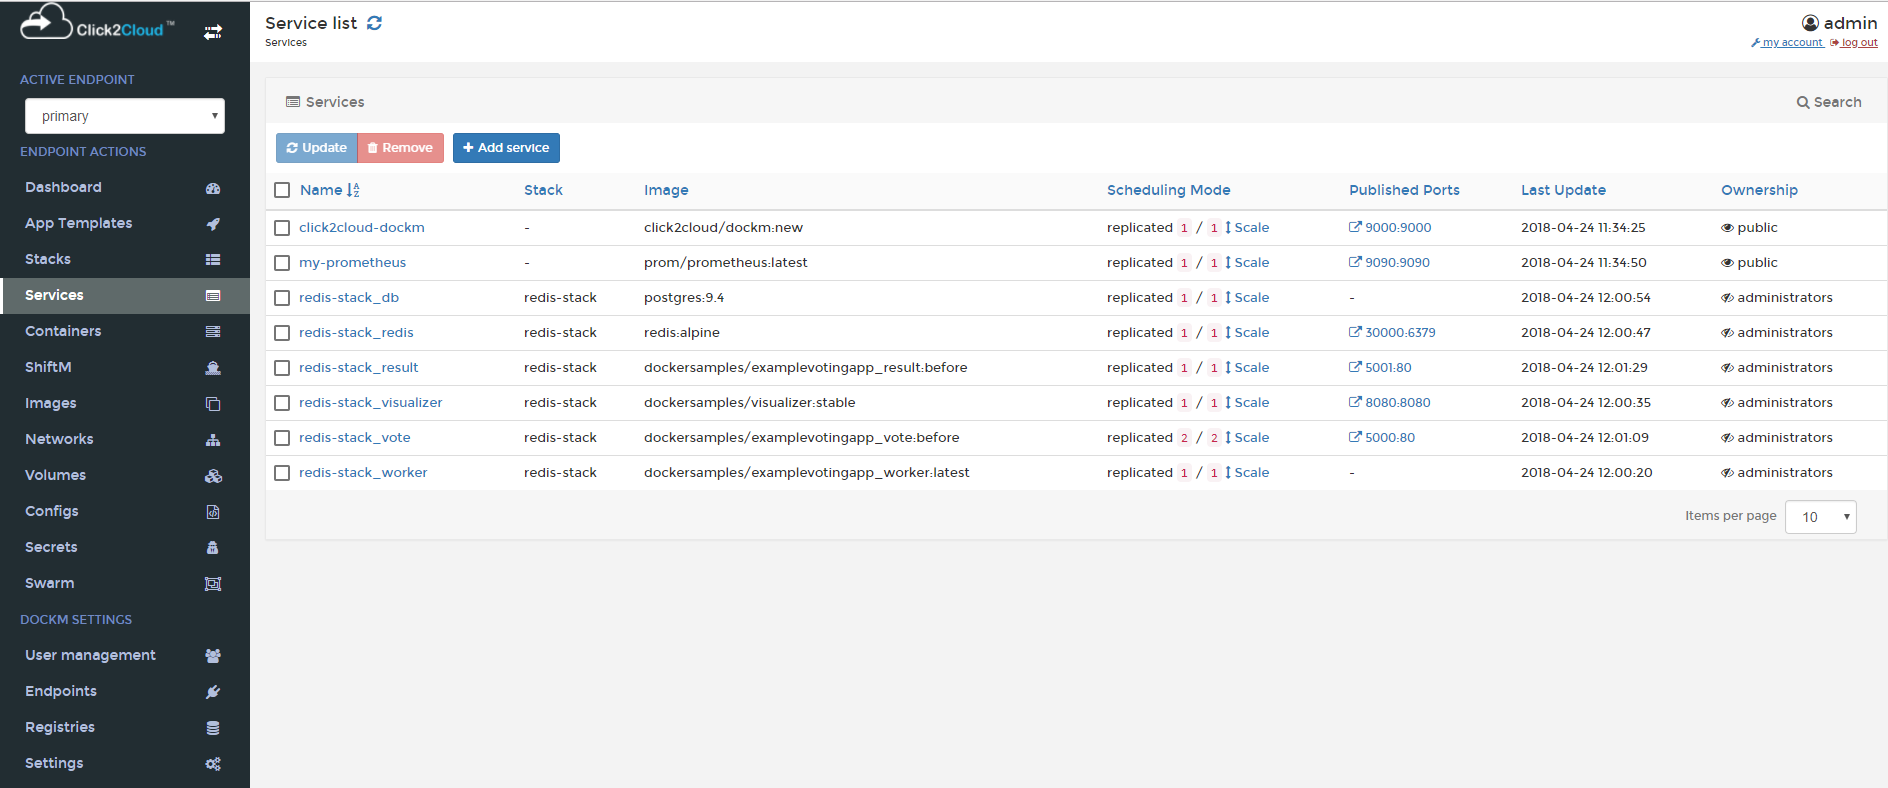 Click2Cloud™
ACTIVE ENDPOINT
primary
ENDPOINT ACTIONS
Dashboard
App Templates
Stacks
Services
Containers
ShiftM
Images
Networks
Volumes
Configs
Secrets
Swarm
DOCKM SETTINGS
User management
Endpoints
Registries
Settings
Service list
Services
admin
my account log out
Services Search
Update Remove Add service
Name Stack Image Scheduling Mode Published Ports Last Update Ownership
click2cloud-dockm - click2cloud/dockm:new replicated 1 / 1 Scale 9000:9000 2018-04-24 11:34:25 public
my-prometheus - prom/prometheus:latest replicated 1 / 1 Scale 9090:9090 2018-04-24 11:34:50 public
redis-stack_db redis-stack postgres:9.4 replicated 1 / 1 Scale - 2018-04-24 12:00:54 administrators
redis-stack_redis redis-stack redis:alpine replicated 1 / 1 Scale 30000:6379 2018-04-24 12:00:47 administrators
redis-stack_result redis-stack dockersamples/examplevotingapp_result:before replicated 1 / 1 Scale 5001:80 2018-04-24 12:01:29 administrators
redis-stack_visualizer redis-stack dockersamples/visualizer:stable replicated 1 / 1 Scale 8080:8080 2018-04-24 12:00:35 administrators
redis-stack_vote redis-stack dockersamples/examplevotingapp_vote:before replicated 2 / 2 Scale 5000:80 2018-04-24 12:01:09 administrators
redis-stack_worker redis-stack dockersamples/examplevotingapp_worker:latest replicated 1 / 1 Scale - 2018-04-24 12:00:20 administrators
Items per page 10